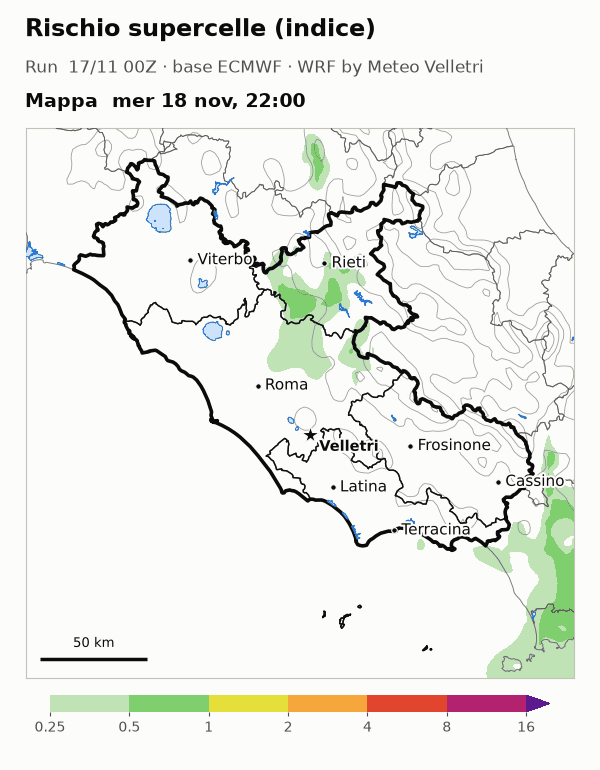 Rischio supercelle (indice)
Run  17/11 00Z · base ECMWF · WRF by Meteo Velletri
Mappa  mer 18 nov, 22:00
Viterbo
Rieti
Roma
Velletri
Frosinone
Cassino
Latina
Terracina
50 km
0.25 0.5 1 2 4 8 16